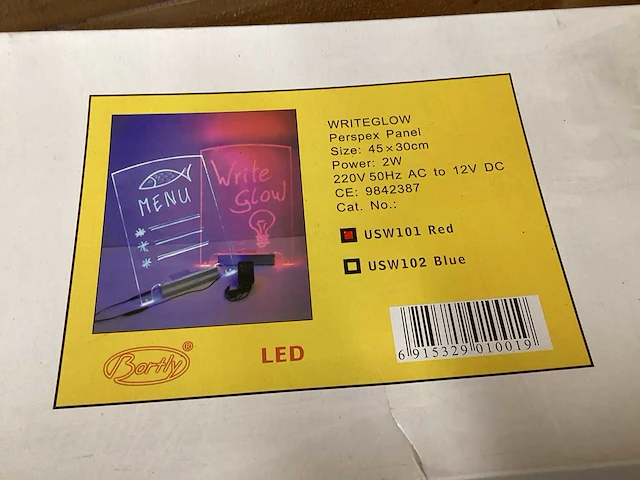 WRITEGLOW
Perspex Panel
Size: 45×30cm
Power: 2W
220V 50Hz AC to 12V DC
CE: 9842387
Cat. No.:
USW101 Red
USW102 Blue
MENU
Write
Glow
Bortly®
LED
6 915329 010019